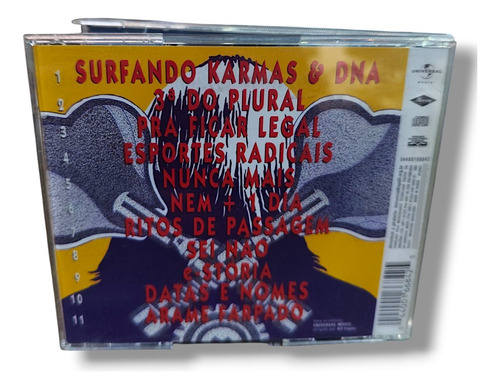 1 SURFANDO KARMAS & DNA
2 3ª DO PLURAL
3 PRA FICAR LEGAL
4 ESPORTES RADICAIS
5 NUNCA MAIS
6 NEM + 1 DIA
7 RITOS DE PASSAGEM
8 SEI NÃO
9 e-STÓRIA
10 DATAS E NOMES
11 ARAME FARPADO
UNIVERSAL